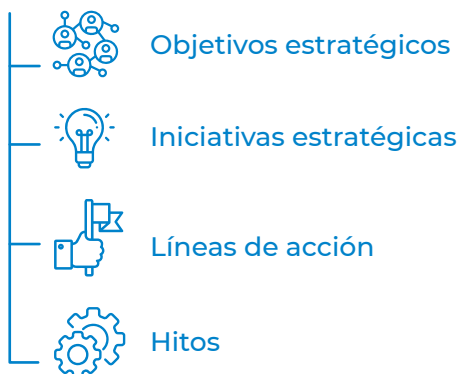 Objetivos estratégicos
Iniciativas estratégicas
Líneas de acción
Hitos